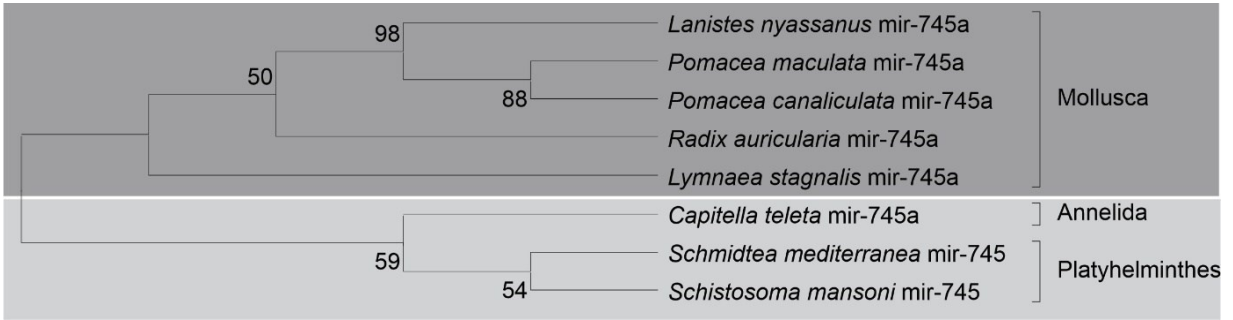 98
50
88
59
54
Lanistes nyassanus mir-745a
Pomacea maculata mir-745a
Pomacea canaliculata mir-745a
Radix auricularia mir-745a
Lymnaea stagnalis mir-745a
Capitella teleta mir-745a
Schmidtea mediterranea mir-745
Schistosoma mansoni mir-745
Mollusca
Annelida
Platyhelminthes